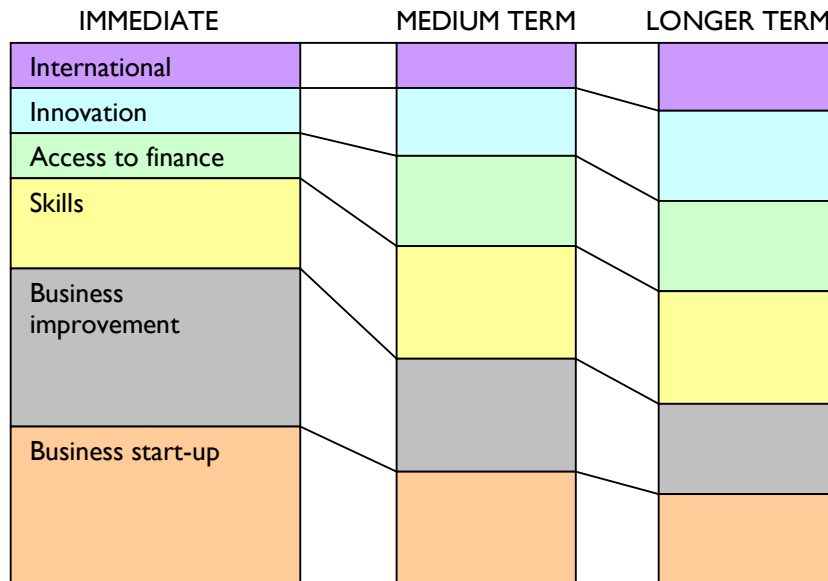 IMMEDIATE MEDIUM TERM LONGER TERM
International
Innovation
Access to finance
Skills
Business
improvement
Business start-up